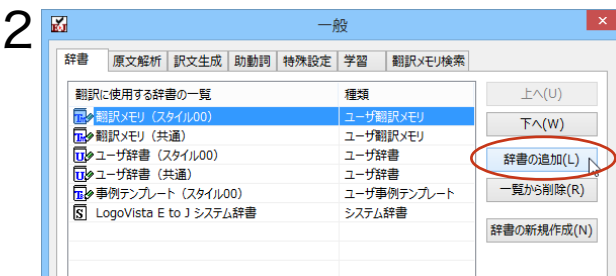 2
一般
辞書 原文解析 訳文生成 助動詞 特殊設定 学習 翻訳メモリ検索
翻訳に使用する辞書の一覧 種類
翻訳メモリ（スタイル00） ユーザ翻訳メモリ
翻訳メモリ（共通） ユーザ翻訳メモリ
ユーザ辞書（スタイル00） ユーザ辞書
ユーザ辞書（共通） ユーザ辞書
事例テンプレート（スタイル00） ユーザ事例テンプレート
LogoVista E to J システム辞書 システム辞書
上へ(U)
下へ(W)
辞書の追加(L)
一覧から削除(R)
辞書の新規作成(N)